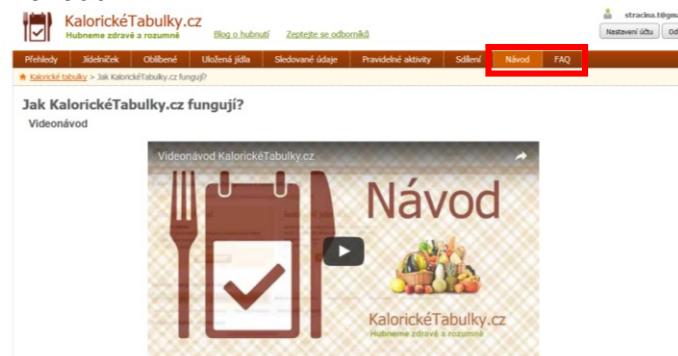 KalorickéTabulky.cz
Hubneme zdravě a rozumně
Blog o hubnutí Zeptejte se odborníků
Nastavení účtu
Přehledy Jídelníček Oblíbené Uložená jídla Sledované údaje Pravidelné aktivity Sdílení Návod FAQ
Kalorické tabulky > Jak KalorickéTabulky.cz fungují?
Jak KalorickéTabulky.cz fungují?
Videonávod
Videonávod KalorickéTabulky.cz
Návod
KalorickéTabulky.cz
Hubneme zdravě a rozumně